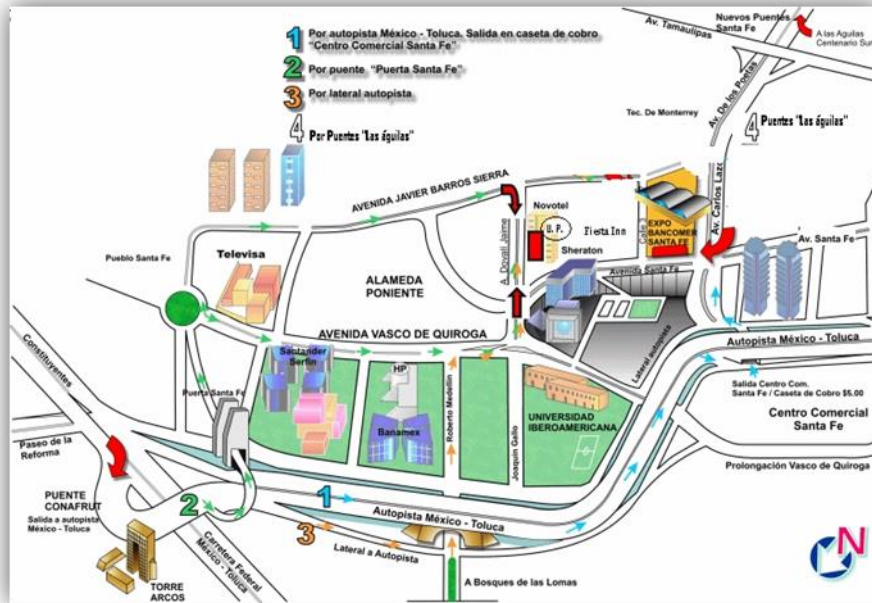 1 Por autopista México - Toluca. Salida en caseta de cobro
“Centro Comercial Santa Fe”
2 Por puente “Puerta Santa Fe”
3 Por lateral autopista
4 Por Puentes "las águilas"
Av. Tamaulipas
Nuevos Puentes
Santa Fe
A las Aguilas
Centenario Sur
Av. De los Poetas
Tec. De Monterrey
4 Puentes "las águilas"
AVENIDA JAVIER BARROS SIERRA
Novotel
U. P.
Fiesta Inn
Calle 3
EXPO
BANCOMER
SANTA FE
Av. Carlos Lazo
Av. Santa Fe
A. Dovalí Jaime
Sheraton
Avenida Santa Fe
Pueblo Santa Fe
Televisa
ALAMEDA
PONIENTE
AVENIDA VASCO DE QUIROGA
Lateral autopista
Autopista México - Toluca
Constituyentes
Santander
Serfin
HP
Banamex
Roberto Medellín
Joaquin Gallo
UNIVERSIDAD
IBEROAMERICANA
Salida Centro Com.
Santa Fe / Caseta de Cobro $5.00
Centro Comercial
Santa Fe
Puerta Santa Fe
Paseo de la
Reforma
Prolongación Vasco de Quiroga
PUENTE
CONAFRUT
Salida a autopista
México - Toluca
2
1
Autopista México - Toluca
3
Lateral a Autopista
Carretera Federal
México - Toluca
TORRE
ARCOS
A Bosques de las Lomas
N